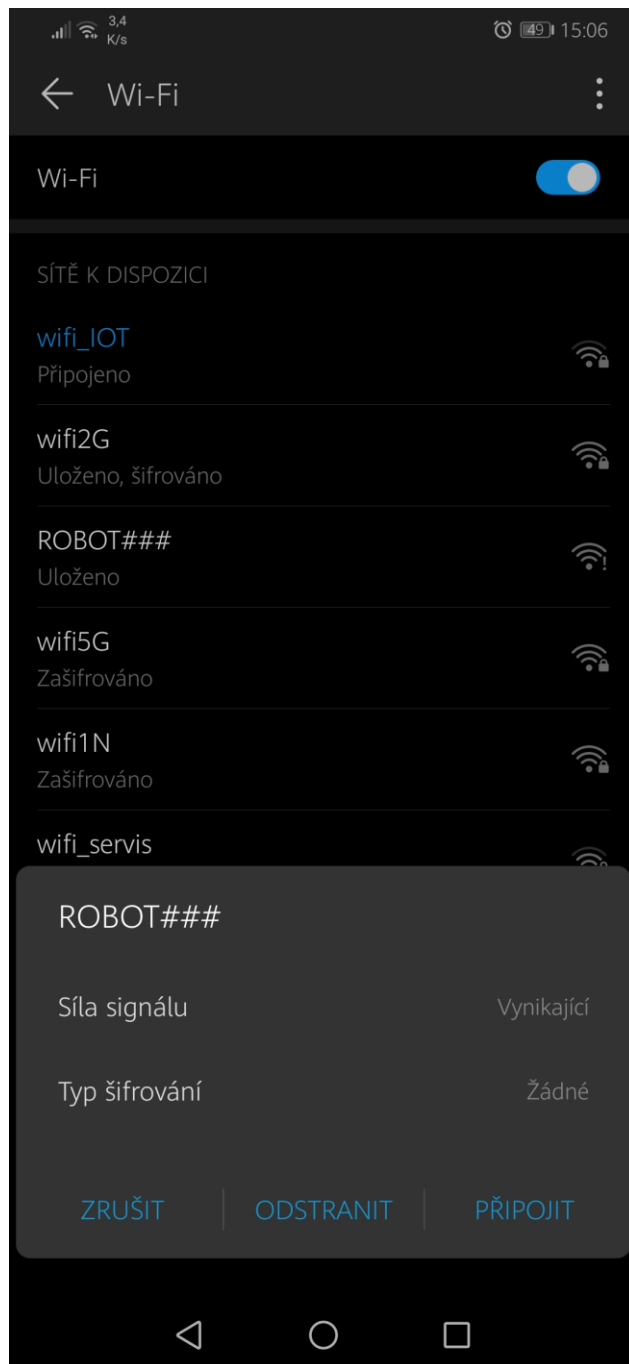 3,4
K/s
49 15:06
Wi-Fi
Wi-Fi
SÍTĚ K DISPOZICI
wifi_IOT
Připojeno
wifi2G
Uloženo, šifrováno
ROBOT###
Uloženo
wifi5G
Zašifrováno
wifi1N
Zašifrováno
wifi_servis
ROBOT###
Síla signálu Vynikající
Typ šifrování Žádné
ZRUŠIT ODSTRANIT PŘIPOJIT